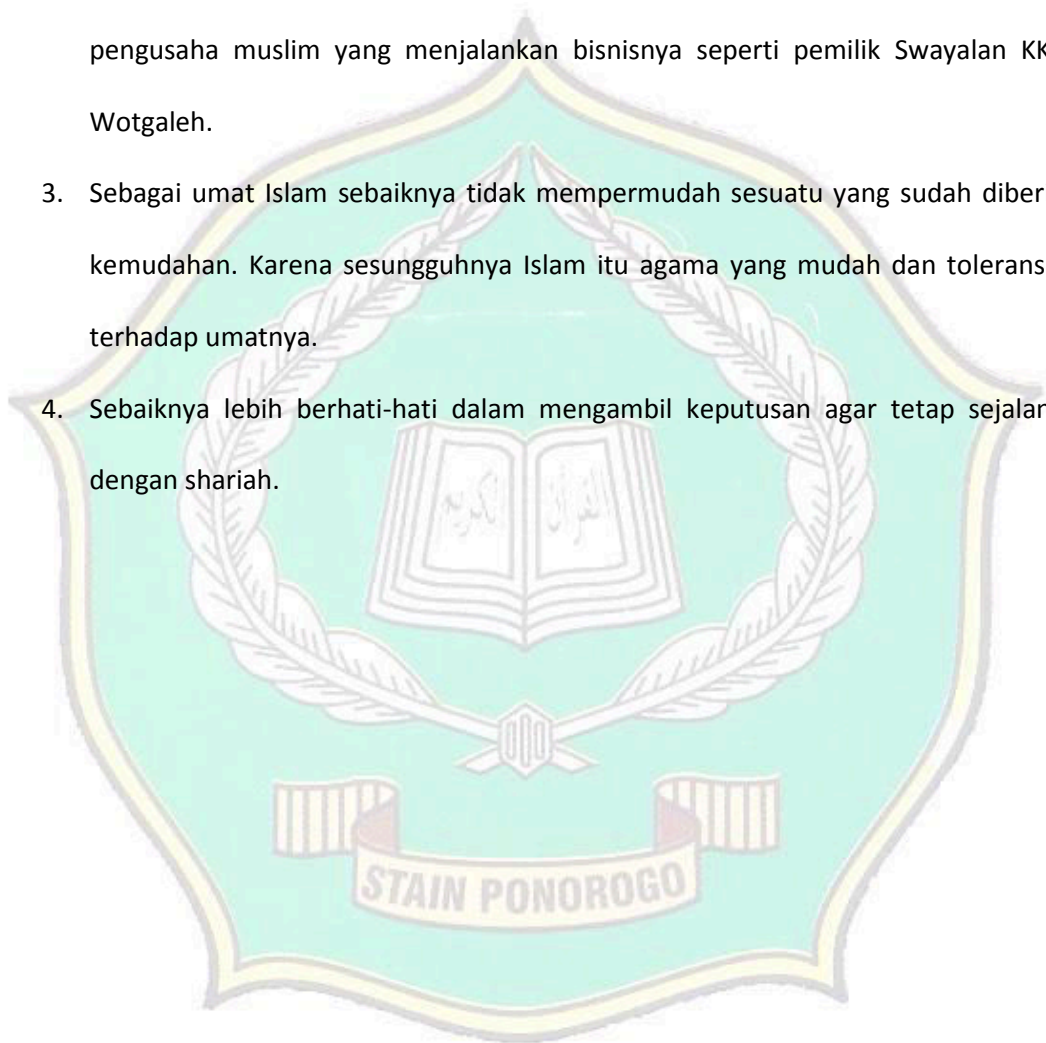 pengusaha muslim yang menjalankan bisnisnya seperti pemilik Swayalan KK
Wotgaleh.
3. Sebagai umat Islam sebaiknya tidak mempermudah sesuatu yang sudah diber
kemudahan. Karena sesungguhnya Islam itu agama yang mudah dan tolerans
terhadap umatnya.
4. Sebaiknya lebih berhati-hati dalam mengambil keputusan agar tetap sejalan
dengan shariah.
STAIN PONOROGO